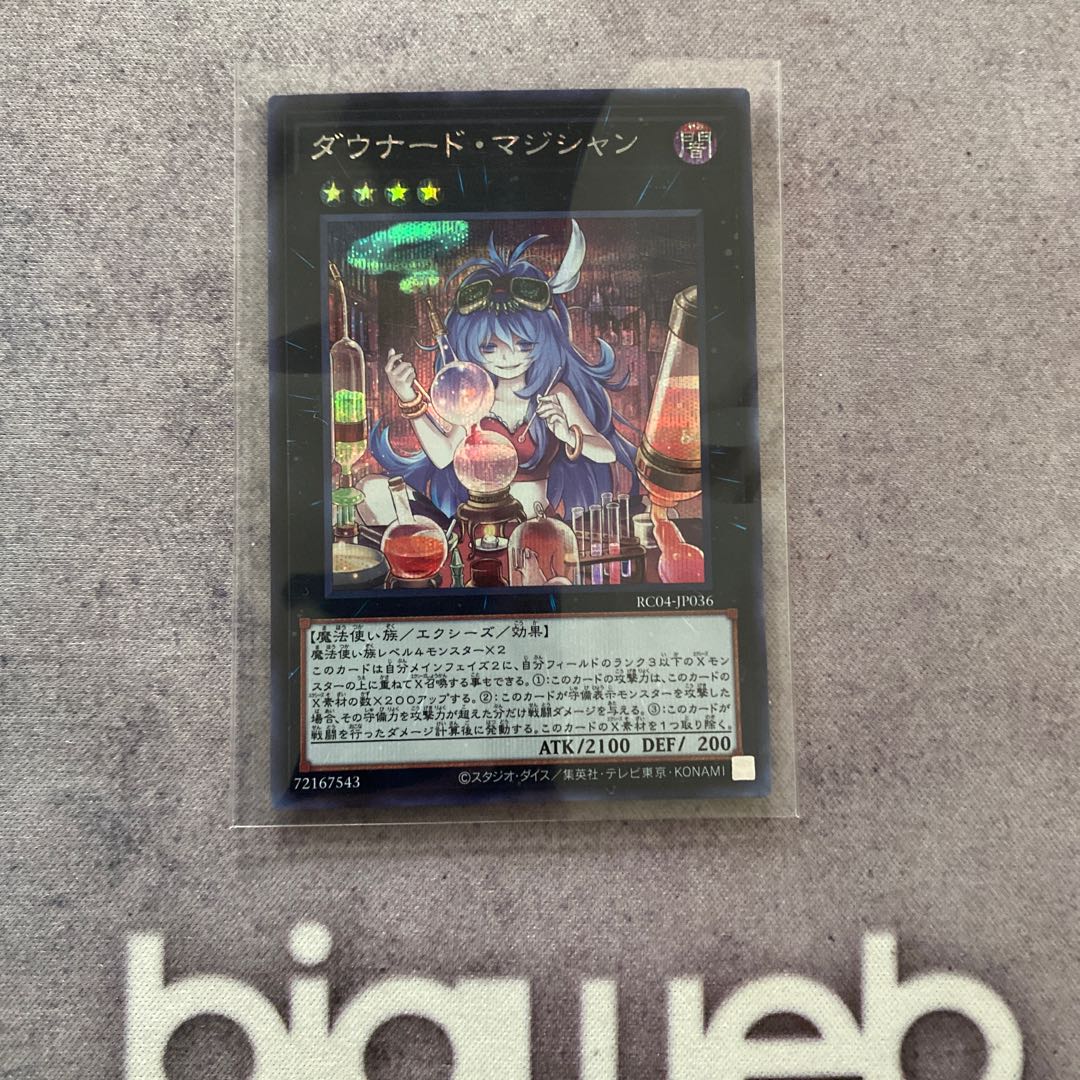 ダウナード・マジシャン
闇
RC04-JP036
【魔法使い族／エクシーズ／効果】
魔法使い族レベル4モンスター×2
このカードは自分メインフェイズ2に、自分フィールドのランク3以下のXモン
スターの上に重ねてX召喚する事もできる。①:このカードの攻撃力は、このカードの
X素材の数×200アップする。②:このカードが守備表示モンスターを攻撃した
場合、その守備力を攻撃力が超えた分だけ戦闘ダメージを与える。③:このカードが
戦闘を行ったダメージ計算後に発動する。このカードのX素材を1つ取り除く。
ATK/2100 DEF/ 200
72167543
©スタジオ・ダイス／集英社・テレビ東京・KONAMI
bigweb